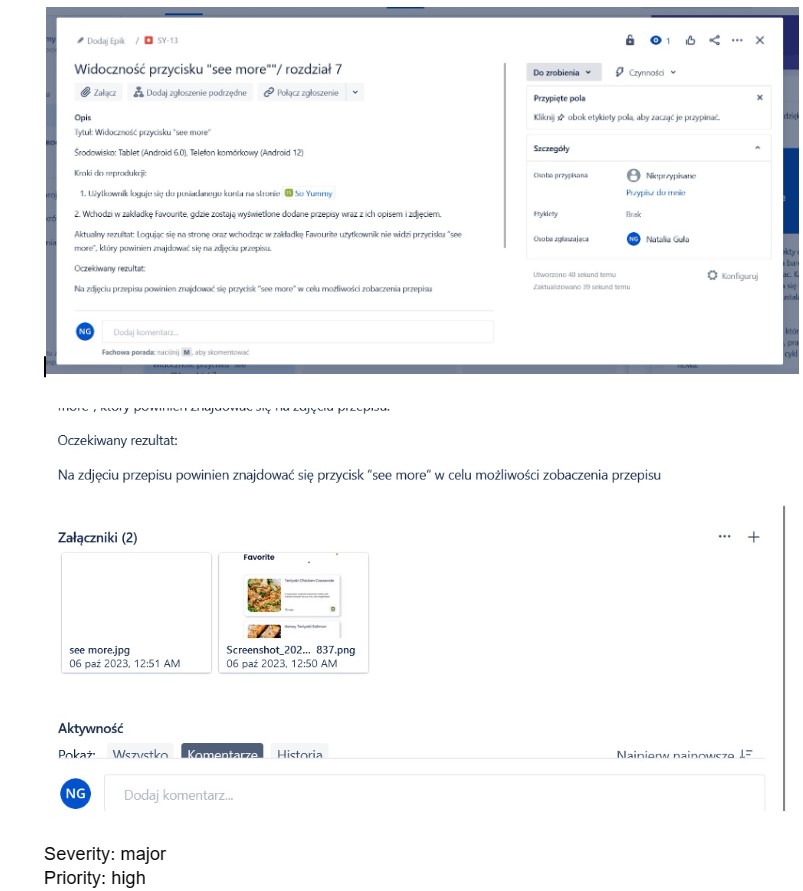 Dodaj Epik / SY-13
1
Widoczność przycisku "see more""/ rozdział 7
Załącz Dodaj zgłoszenie podrzędne Połącz zgłoszenie
Opis
Tytuł: Widoczność przycisku "see more"
Środowisko: Tablet (Android 6.0), Telefon komórkowy (Android 12)
Kroki do reprodukcji:
1. Użytkownik loguje się do posiadanego konta na stronie So Yummy
2. Wchodzi w zakładkę Favourite, gdzie zostają wyświetlone dodane przepisy wraz z ich opisem i zdjęciem.
Aktualny rezultat: Logując się na stronę oraz wchodząc w zakładkę Favourite użytkownik nie widzi przycisku "see
more", który powinien znajdować się na zdjęciu przepisu.
Oczekiwany rezultat:
Na zdjęciu przepisu powinien znajdować się przycisk "see more" w celu możliwości zobaczenia przepisu
NG Dodaj komentarz...
Fachowa porada: naciśnij M, aby skomentować
Do zrobienia Czynności
Przypięte pola
Kliknij obok etykiety pola, aby zacząć je przypinać.
Szczegóły
Osoba przypisana Nieprzypisane
Przypisz do mnie
Etykiety Brak
Osoba zgłaszająca NG Natalia Guła
Utworzono 40 sekund temu
Zaktualizowano 39 sekund temu
Konfiguruj
more", który powinien znajdować się na zdjęciu przepisu.
Oczekiwany rezultat:
Na zdjęciu przepisu powinien znajdować się przycisk "see more" w celu możliwości zobaczenia przepisu
Załączniki (2)
Favorite
Teriyaki Chicken Casserole
Honey Teriyaki Salmon
see more.jpg
06 paź 2023, 12:51 AM
Screenshot_202... 837.png
06 paź 2023, 12:50 AM
Aktywność
Pokaż: Wszystko Komentarze Historia Najpierw najnowsze
NG Dodaj komentarz...
Severity: major
Priority: high